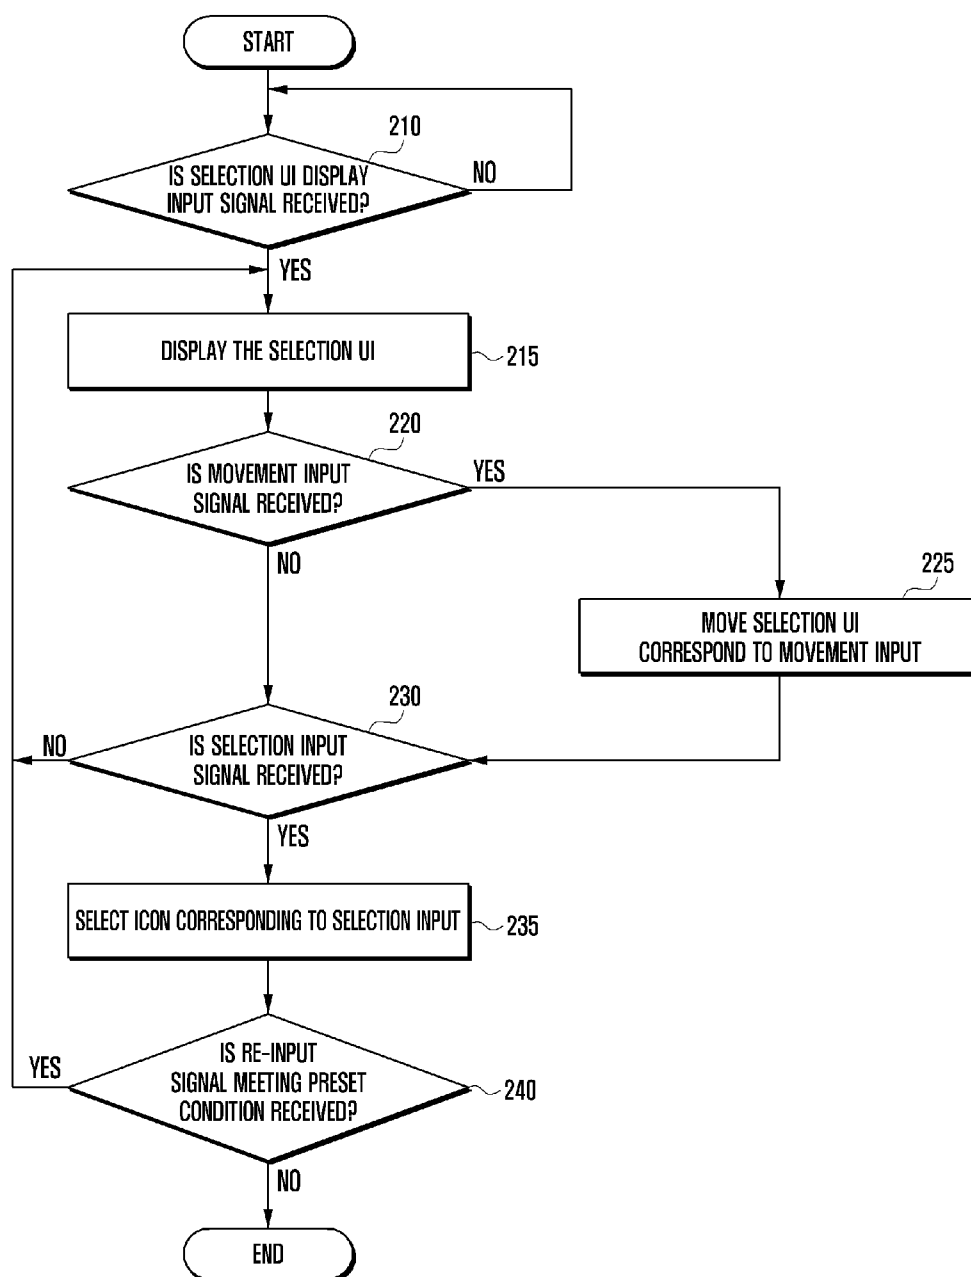 START
210
IS SELECTION UI DISPLAY
INPUT SIGNAL RECEIVED?
NO
YES
DISPLAY THE SELECTION UI
215
220
IS MOVEMENT INPUT
SIGNAL RECEIVED?
YES
NO
225
MOVE SELECTION UI
CORRESPOND TO MOVEMENT INPUT
230
IS SELECTION INPUT
SIGNAL RECEIVED?
NO
YES
SELECT ICON CORRESPONDING TO SELECTION INPUT
235
IS RE-INPUT
SIGNAL MEETING PRESET
CONDITION RECEIVED?
YES
240
NO
END